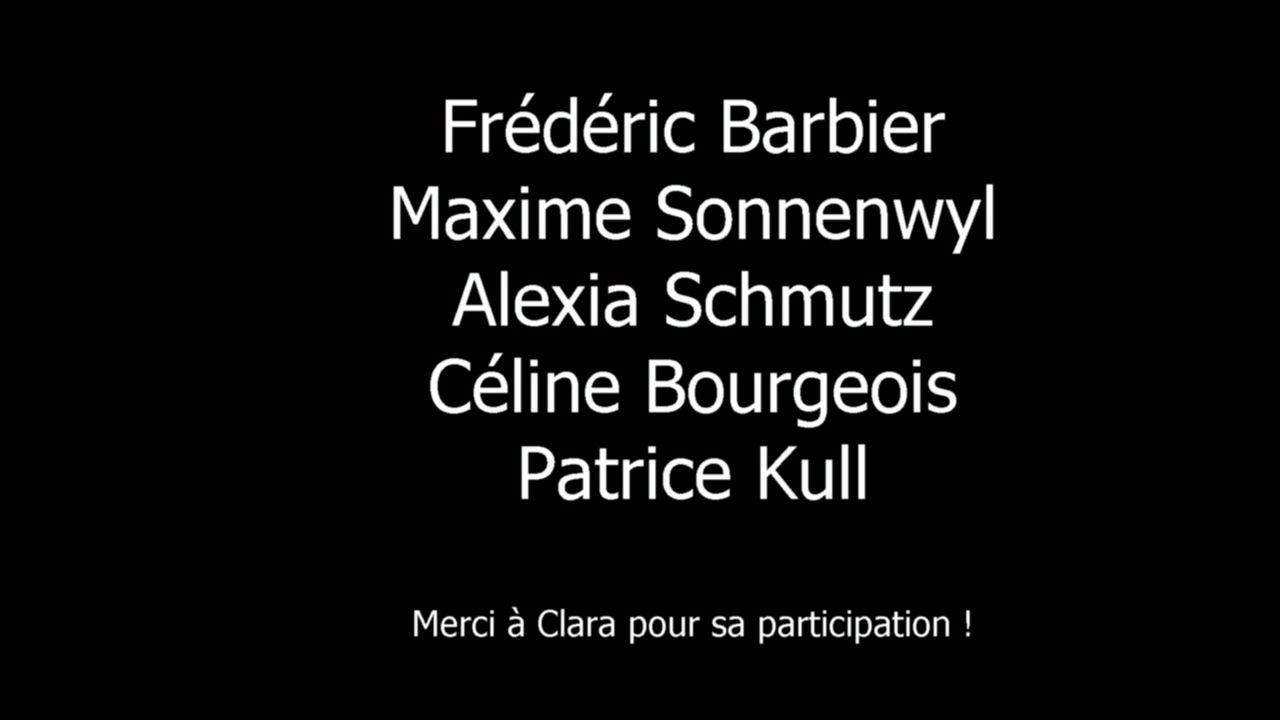 Frédéric Barbier
Maxime Sonnenwyl
Alexia Schmutz
Céline Bourgeois
Patrice Kull
Merci à Clara pour sa participation !